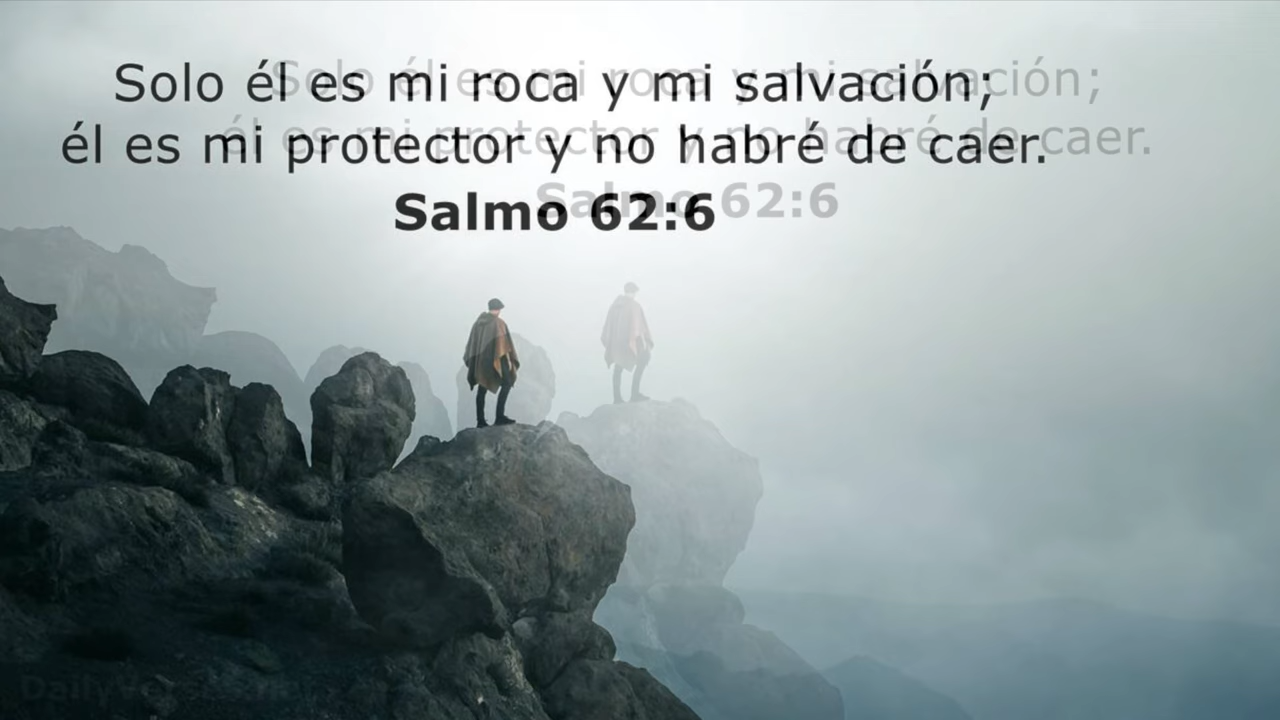 Solo él es mi roca y mi salvación;
él es mi protector y no habré de caer.
Salmo 62:6